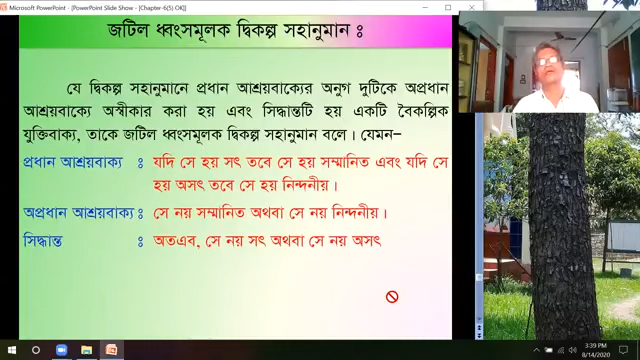 Microsoft PowerPoint
PowerPoint Slide Show - [Chapter-6(5) OK]
জটিল ধ্বংসমূলক দ্বিকল্প সহানুমান ঃ
যে দ্বিকল্প সহানুমানে প্রধান আশ্রয়বাক্যের অনুগ দুটিকে অপ্রধান
আশ্রয়বাক্যে অস্বীকার করা হয় এবং সিদ্ধান্তটি হয় একটি বৈকল্পিক
যুক্তিবাক্য, তাকে জটিল ধ্বংসমূলক দ্বিকল্প সহানুমান বলে। যেমন–
প্রধান আশ্রয়বাক্য ঃ যদি সে হয় সৎ তবে সে হয় সম্মানিত এবং যদি সে
হয় অসৎ তবে সে হয় নিন্দনীয়।
অপ্রধান আশ্রয়বাক্য ঃ সে নয় সম্মানিত অথবা সে নয় নিন্দনীয়।
সিদ্ধান্ত ঃ অতএব, সে নয় সৎ অথবা সে নয় অসৎ
3:39 PM
8/14/2020